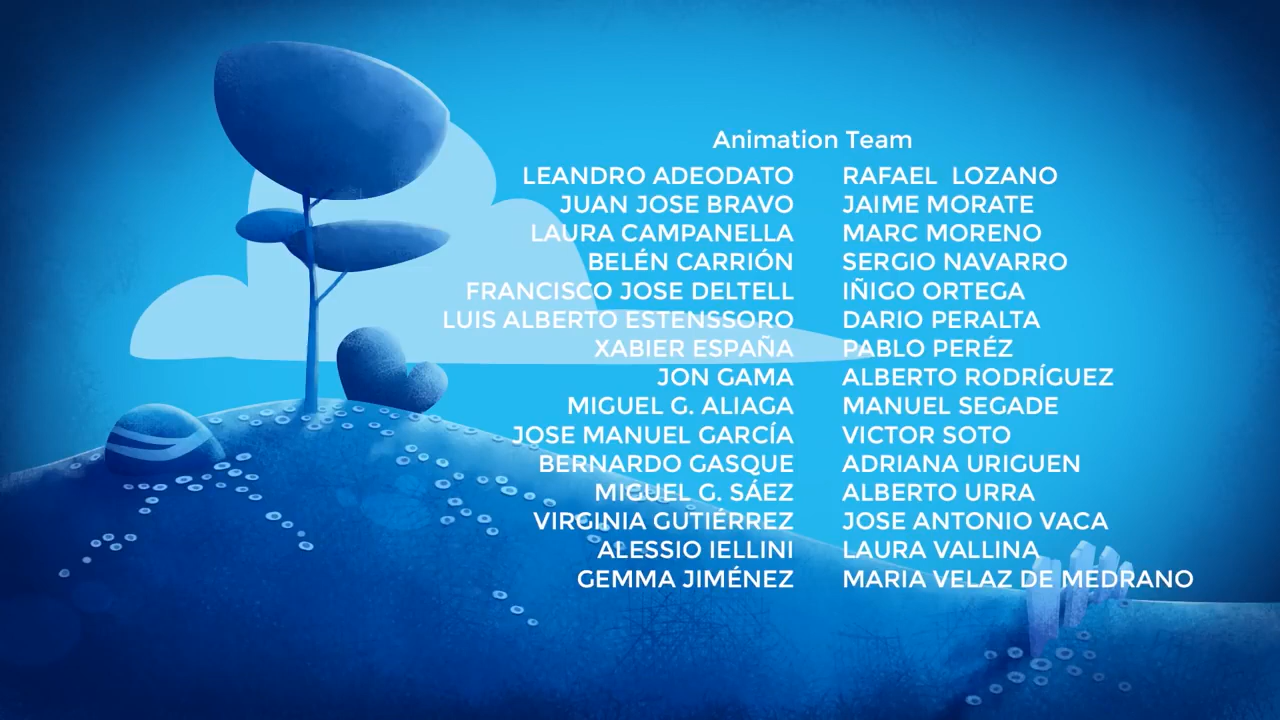 Animation Team
LEANDRO ADEODATO RAFAEL LOZANO
JUAN JOSE BRAVO JAIME MORATE
LAURA CAMPANELLA MARC MORENO
BELÉN CARRIÓN SERGIO NAVARRO
FRANCISCO JOSE DELTELL IÑIGO ORTEGA
LUIS ALBERTO ESTENSSORO DARIO PERALTA
XABIER ESPAÑA PABLO PERÉZ
JON GAMA ALBERTO RODRÍGUEZ
MIGUEL G. ALIAGA MANUEL SEGADE
JOSE MANUEL GARCÍA VICTOR SOTO
BERNARDO GASQUE ADRIANA URIGUEN
MIGUEL G. SÁEZ ALBERTO URRA
VIRGINIA GUTIÉRREZ JOSE ANTONIO VACA
ALESSIO IELLINI LAURA VALLINA
GEMMA JIMÉNEZ MARIA VELAZ DE MEDRANO